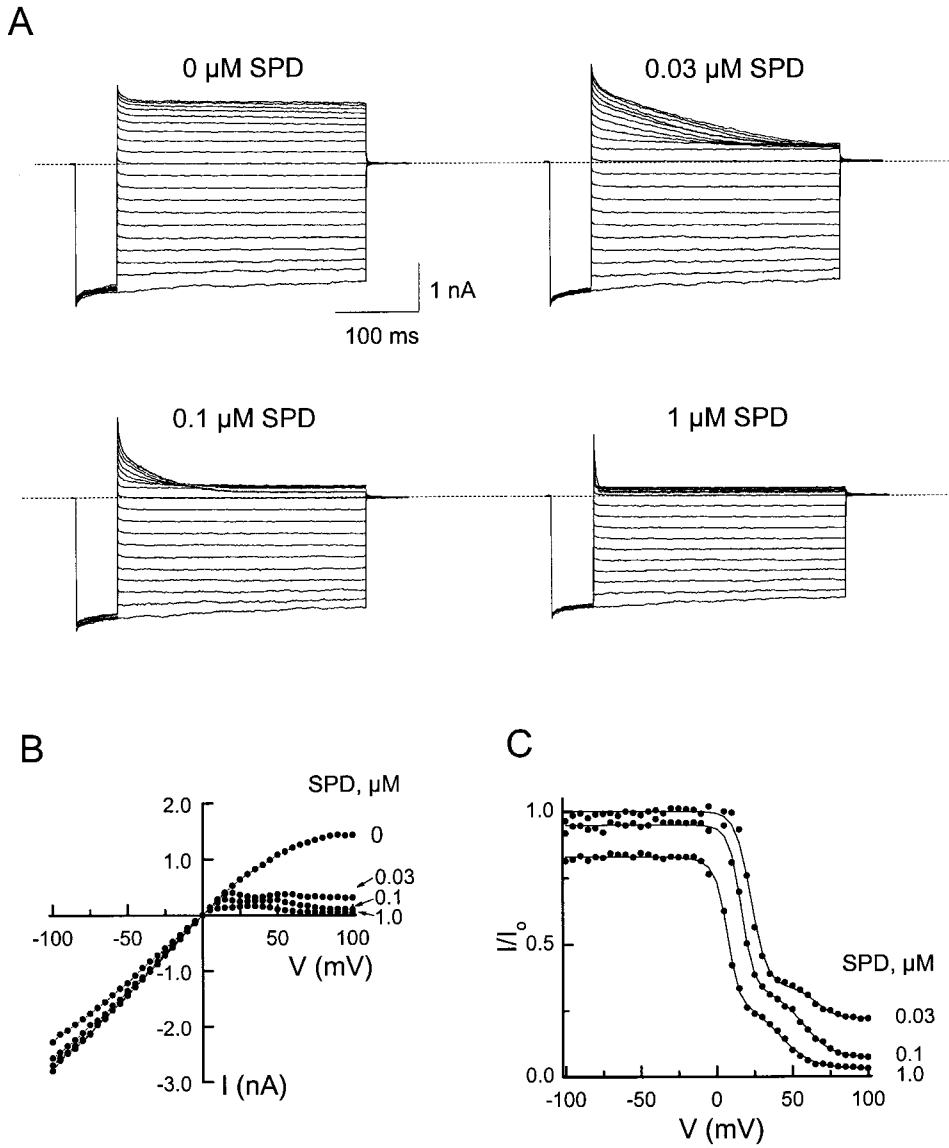 A
0 µM SPD
0.03 µM SPD
1 nA
100 ms
0.1 µM SPD
1 µM SPD
B
SPD, µM
2.0
1.0
-1.0
-2.0
-3.0
-100
-50
0
50
100
0
0.03
0.1
1.0
V (mV)
I (nA)
C
1.0
0.5
0.0
I/Io
-100
-50
0
50
100
V (mV)
SPD, µM
0.03
0.1
1.0